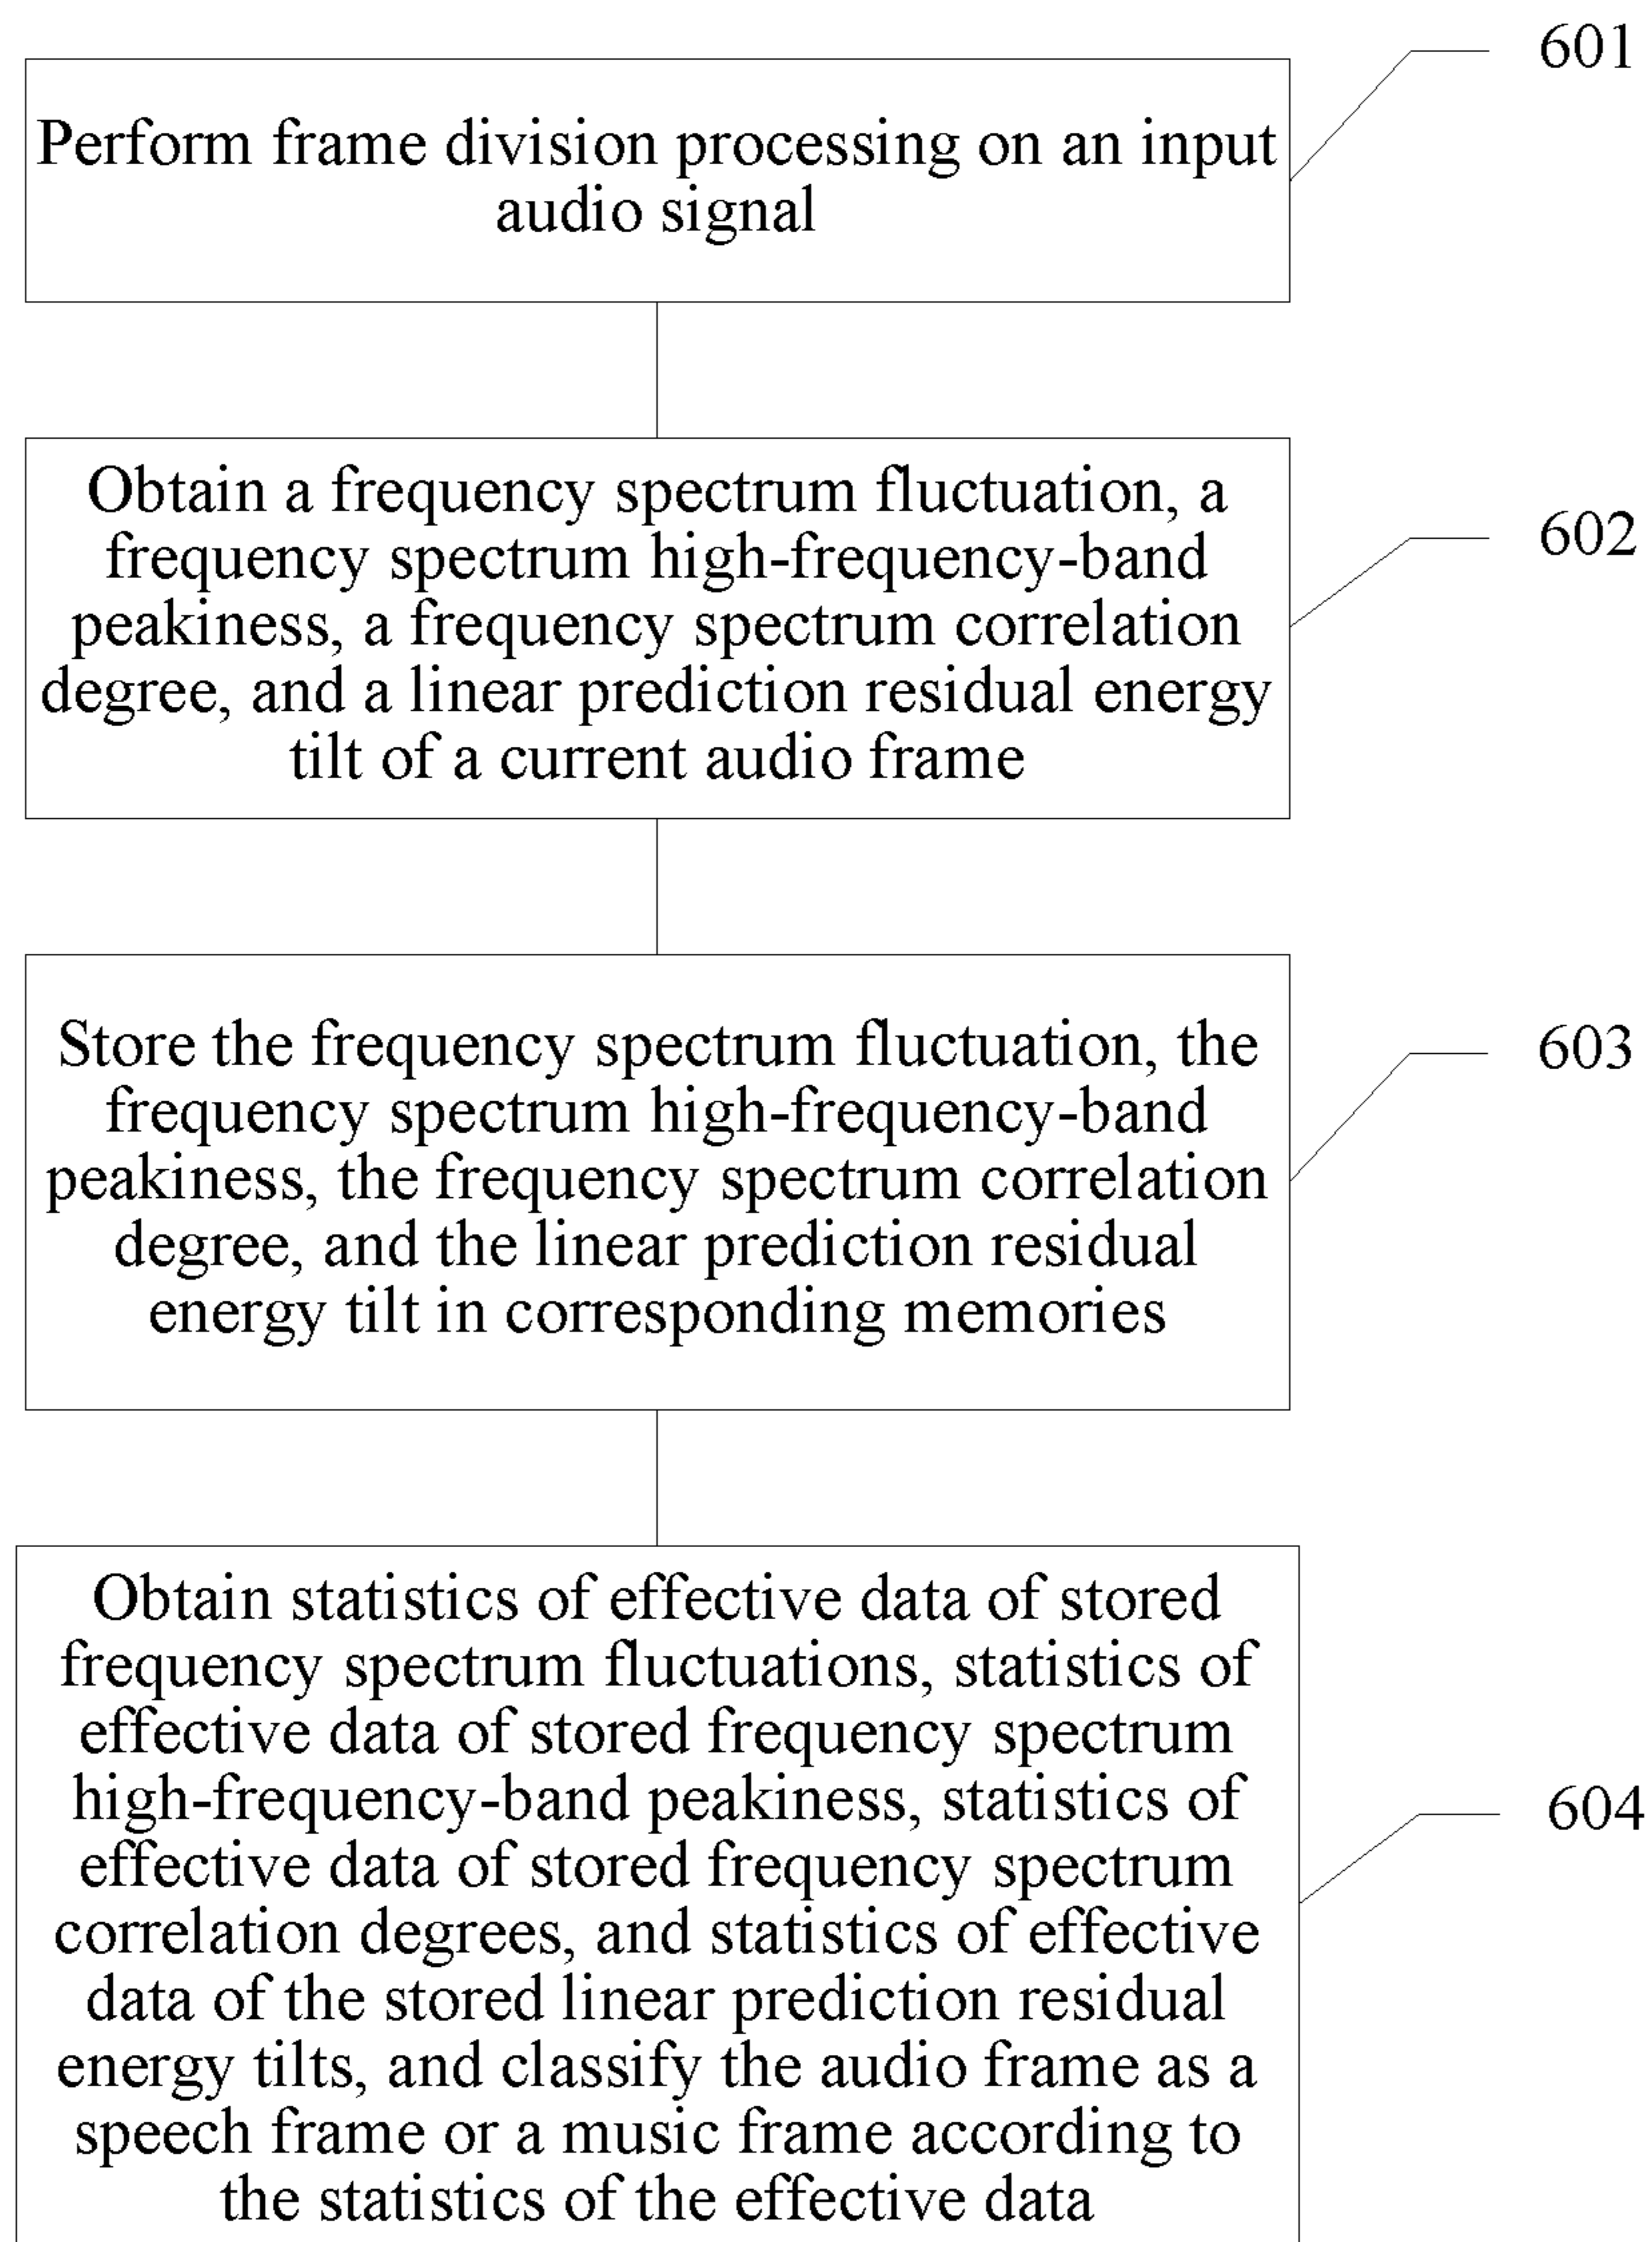 601
Perform frame division processing on an input
audio signal
602
Obtain a frequency spectrum fluctuation, a
frequency spectrum high-frequency-band
peakiness, a frequency spectrum correlation
degree, and a linear prediction residual energy
tilt of a current audio frame
603
Store the frequency spectrum fluctuation, the
frequency spectrum high-frequency-band
peakiness, the frequency spectrum correlation
degree, and the linear prediction residual
energy tilt in corresponding memories
604
Obtain statistics of effective data of stored
frequency spectrum fluctuations, statistics of
effective data of stored frequency spectrum
high-frequency-band peakiness, statistics of
effective data of stored frequency spectrum
correlation degrees, and statistics of effective
data of the stored linear prediction residual
energy tilts, and classify the audio frame as a
speech frame or a music frame according to
the statistics of the effective data